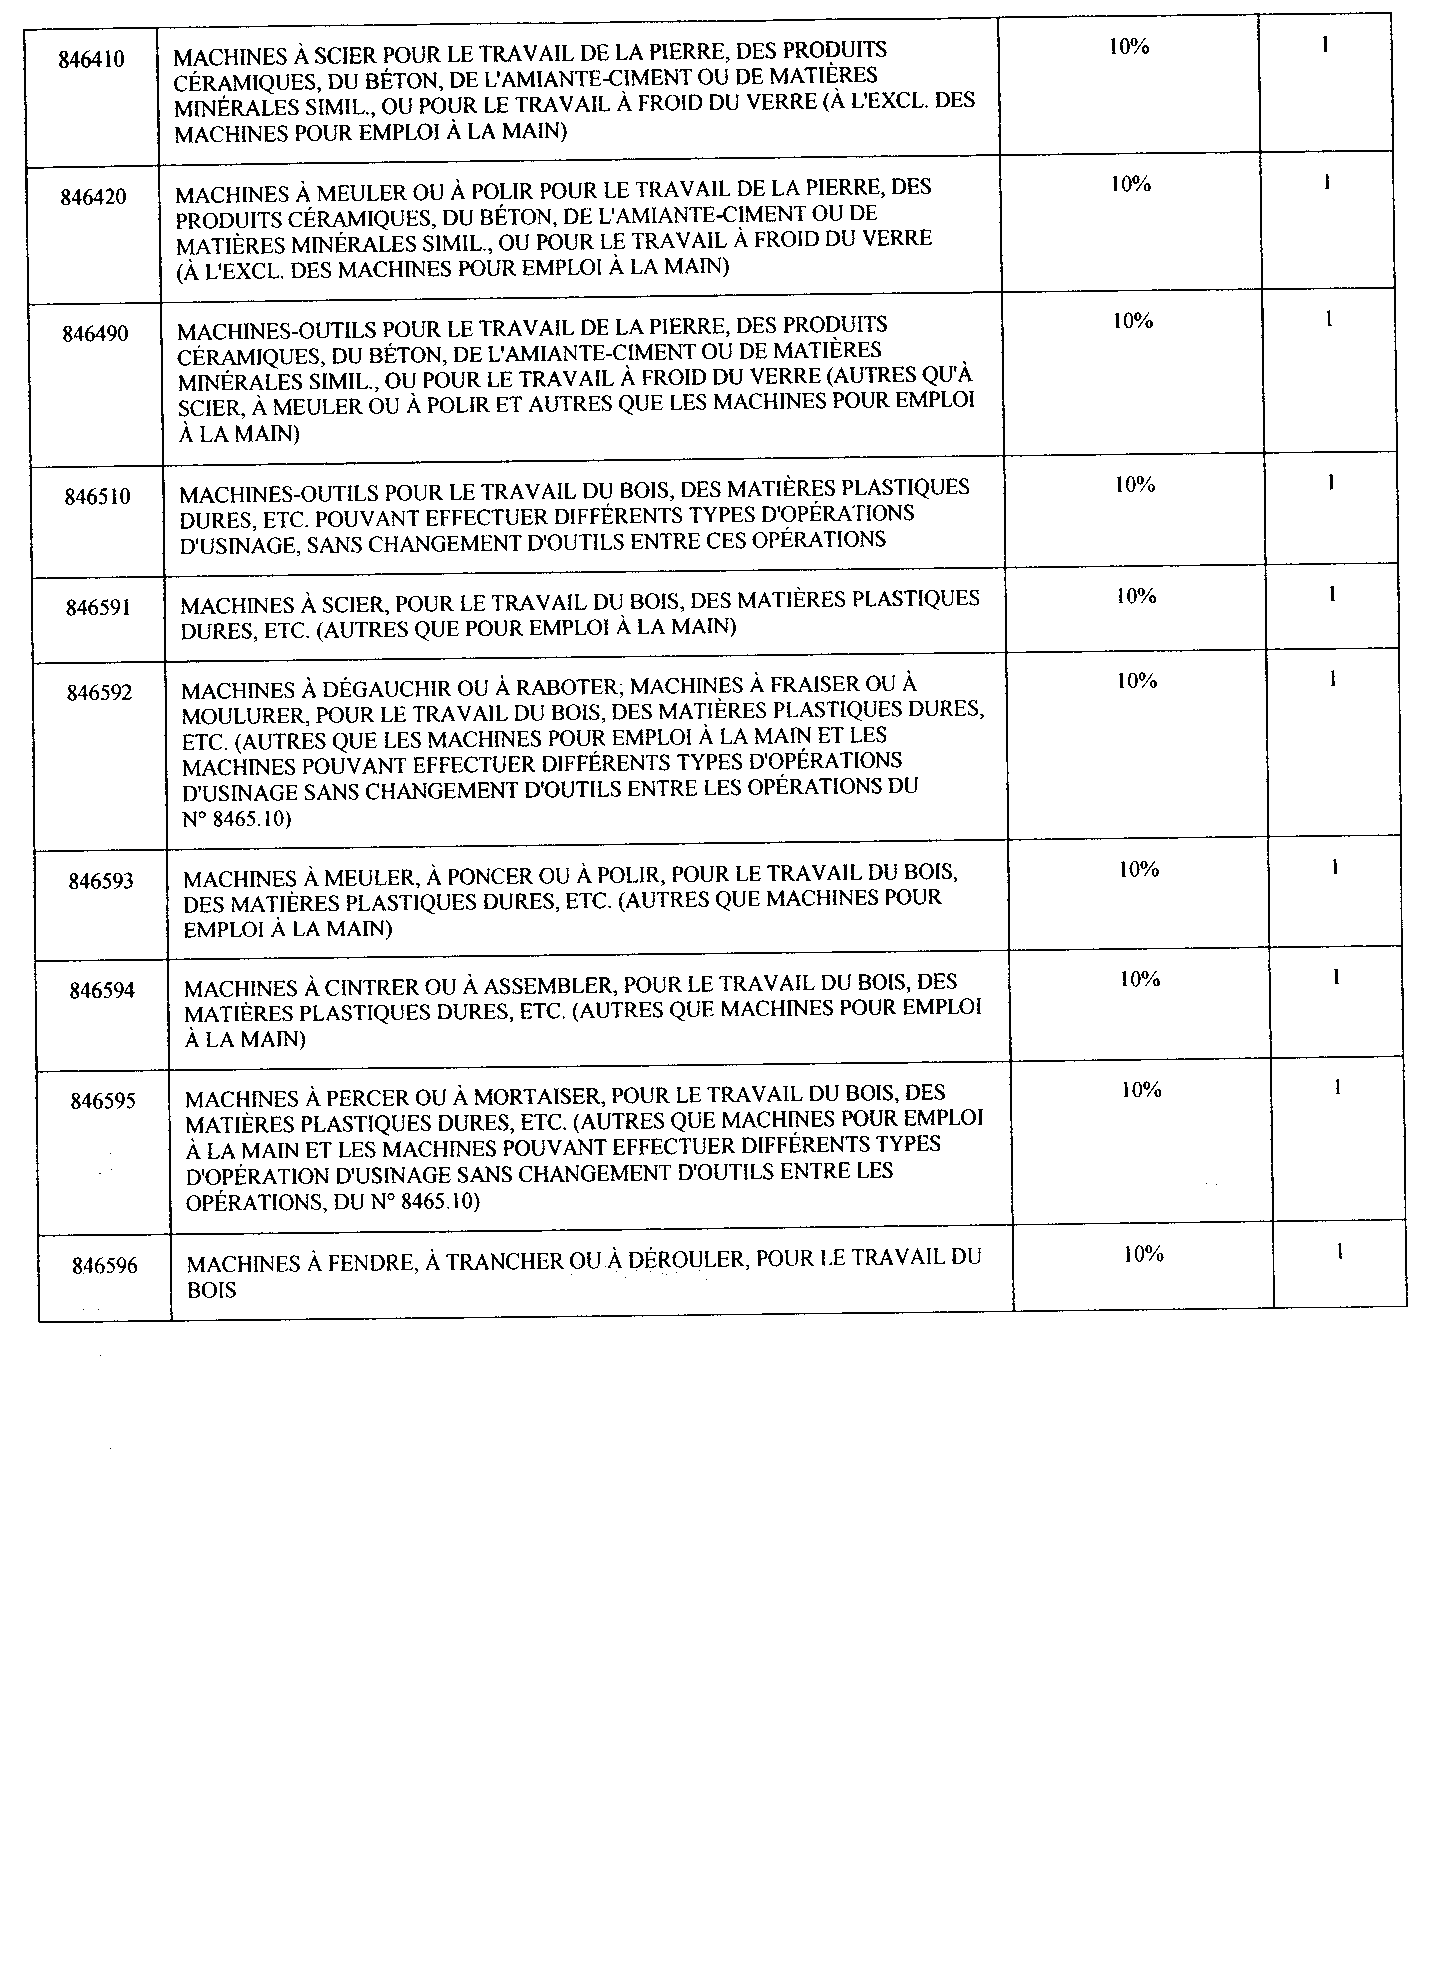 846410 MACHINES À SCIER POUR LE TRAVAIL DE LA PIERRE, DES PRODUITS 10% 1
CÉRAMIQUES, DU BÉTON, DE L'AMIANTE-CIMENT OU DE MATIÈRES
MINÉRALES SIMIL., OU POUR LE TRAVAIL À FROID DU VERRE (À L'EXCL. DES
MACHINES POUR EMPLOI À LA MAIN)
846420 MACHINES À MEULER OU À POLIR POUR LE TRAVAIL DE LA PIERRE, DES 10% 1
PRODUITS CÉRAMIQUES, DU BÉTON, DE L'AMIANTE-CIMENT OU DE
MATIÈRES MINÉRALES SIMIL., OU POUR LE TRAVAIL À FROID DU VERRE
(À L'EXCL. DES MACHINES POUR EMPLOI À LA MAIN)
846490 MACHINES-OUTILS POUR LE TRAVAIL DE LA PIERRE, DES PRODUITS 10% 1
CÉRAMIQUES, DU BÉTON, DE L'AMIANTE-CIMENT OU DE MATIÈRES
MINÉRALES SIMIL., OU POUR LE TRAVAIL À FROID DU VERRE (AUTRES QU'À
SCIER, À MEULER OU À POLIR ET AUTRES QUE LES MACHINES POUR EMPLOI
À LA MAIN)
846510 MACHINES-OUTILS POUR LE TRAVAIL DU BOIS, DES MATIÈRES PLASTIQUES 10% 1
DURES, ETC. POUVANT EFFECTUER DIFFÉRENTS TYPES D'OPÉRATIONS
D'USINAGE, SANS CHANGEMENT D'OUTILS ENTRE CES OPÉRATIONS
846591 MACHINES À SCIER, POUR LE TRAVAIL DU BOIS, DES MATIÈRES PLASTIQUES 10% 1
DURES, ETC. (AUTRES QUE POUR EMPLOI À LA MAIN)
846592 MACHINES À DÉGAUCHIR OU À RABOTER; MACHINES À FRAISER OU À 10% 1
MOULURER, POUR LE TRAVAIL DU BOIS, DES MATIÈRES PLASTIQUES DURES,
ETC. (AUTRES QUE LES MACHINES POUR EMPLOI À LA MAIN ET LES
MACHINES POUVANT EFFECTUER DIFFÉRENTS TYPES D'OPÉRATIONS
D'USINAGE SANS CHANGEMENT D'OUTILS ENTRE LES OPÉRATIONS DU
N° 8465.10)
846593 MACHINES À MEULER, À PONCER OU À POLIR, POUR LE TRAVAIL DU BOIS, 10% 1
DES MATIÈRES PLASTIQUES DURES, ETC. (AUTRES QUE MACHINES POUR
EMPLOI À LA MAIN)
846594 MACHINES À CINTRER OU À ASSEMBLER, POUR LE TRAVAIL DU BOIS, DES 10% 1
MATIÈRES PLASTIQUES DURES, ETC. (AUTRES QUE MACHINES POUR EMPLOI
À LA MAIN)
846595 MACHINES À PERCER OU À MORTAISER, POUR LE TRAVAIL DU BOIS, DES 10% 1
MATIÈRES PLASTIQUES DURES, ETC. (AUTRES QUE MACHINES POUR EMPLOI
À LA MAIN ET LES MACHINES POUVANT EFFECTUER DIFFÉRENTS TYPES
D'OPÉRATION D'USINAGE SANS CHANGEMENT D'OUTILS ENTRE LES
OPÉRATIONS, DU N° 8465.10)
846596 MACHINES À FENDRE, À TRANCHER OU À DÉROULER, POUR LE TRAVAIL DU 10% 1
BOIS